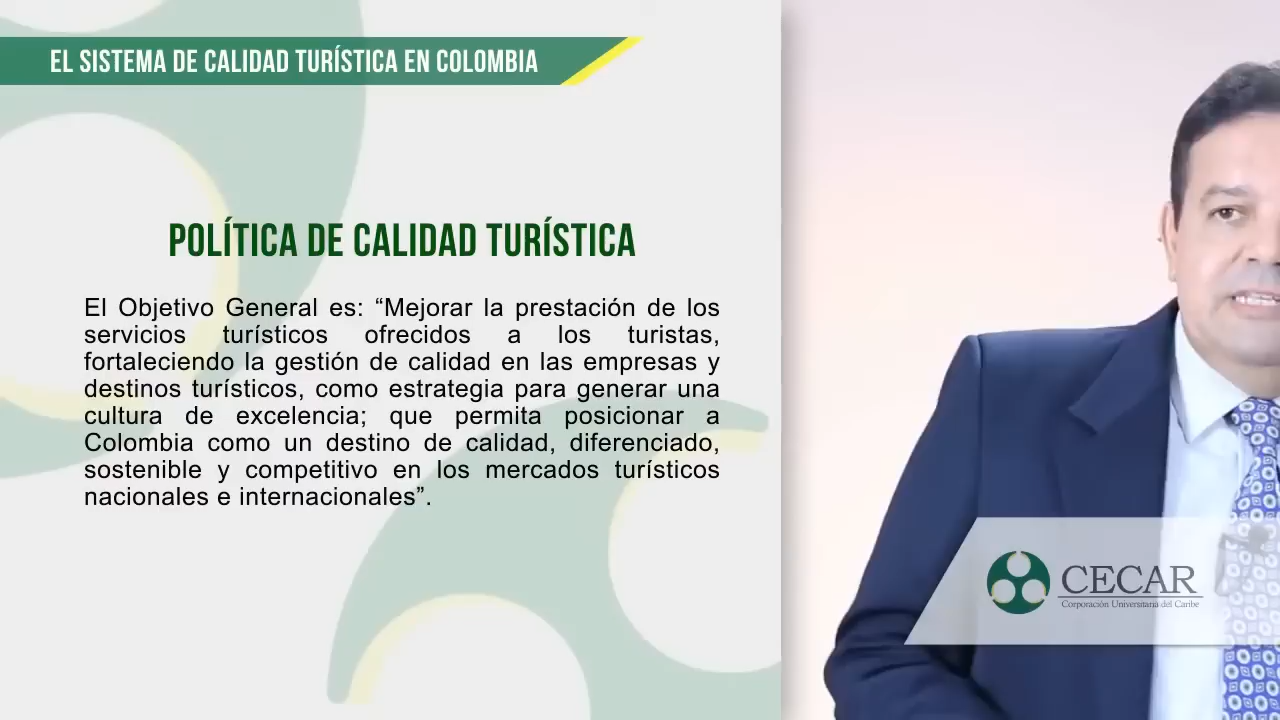 EL SISTEMA DE CALIDAD TURÍSTICA EN COLOMBIA
POLÍTICA DE CALIDAD TURÍSTICA
El Objetivo General es: “Mejorar la prestación de los
servicios turísticos ofrecidos a los turistas,
fortaleciendo la gestión de calidad en las empresas y
destinos turísticos, como estrategia para generar una
cultura de excelencia; que permita posicionar a
Colombia como un destino de calidad, diferenciado,
sostenible y competitivo en los mercados turísticos
nacionales e internacionales”.
CECAR
Corporación Universitaria del Caribe